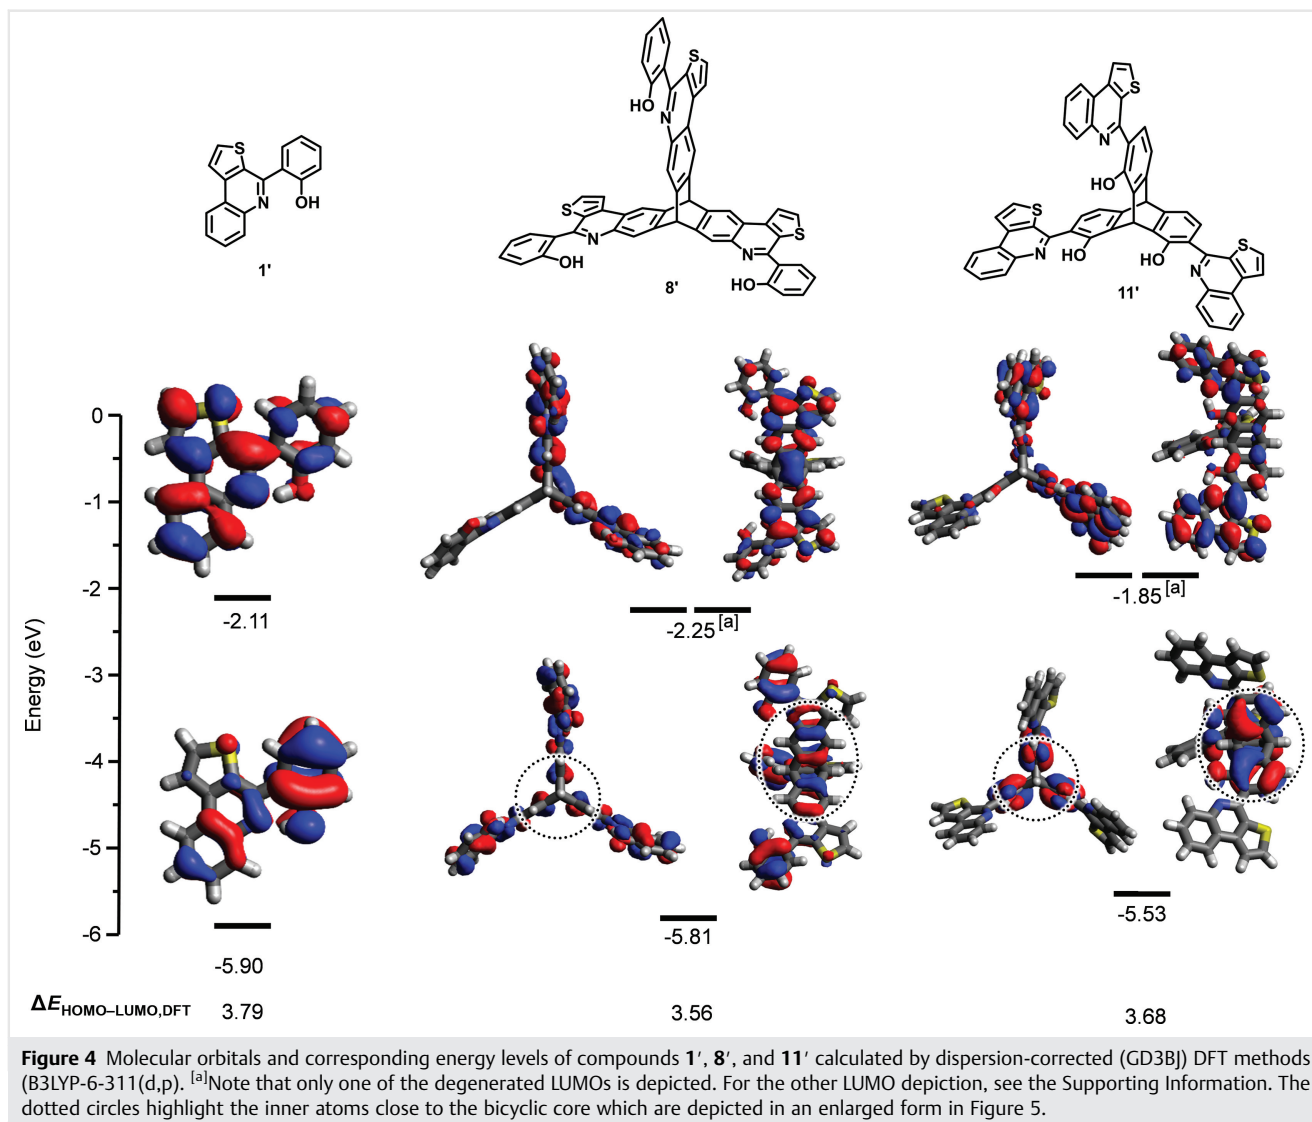 S
N
OH
1'
S
HO
N
S
N
OH
S
N
HO
8'
S
N
HO
S
N
HO
HO
S
N
11'
Energy (eV)
0
-1
-2
-3
-4
-5
-6
-2.11
-2.25[a]
-1.85[a]
-5.90
-5.81
-5.53
ΔE HOMO–LUMO,DFT 3.79 3.56 3.68
Figure 4 Molecular orbitals and corresponding energy levels of compounds 1′, 8′, and 11′ calculated by dispersion-corrected (GD3BJ) DFT methods
(B3LYP-6-311(d,p). [a]Note that only one of the degenerated LUMOs is depicted. For the other LUMO depiction, see the Supporting Information. The
dotted circles highlight the inner atoms close to the bicyclic core which are depicted in an enlarged form in Figure 5.